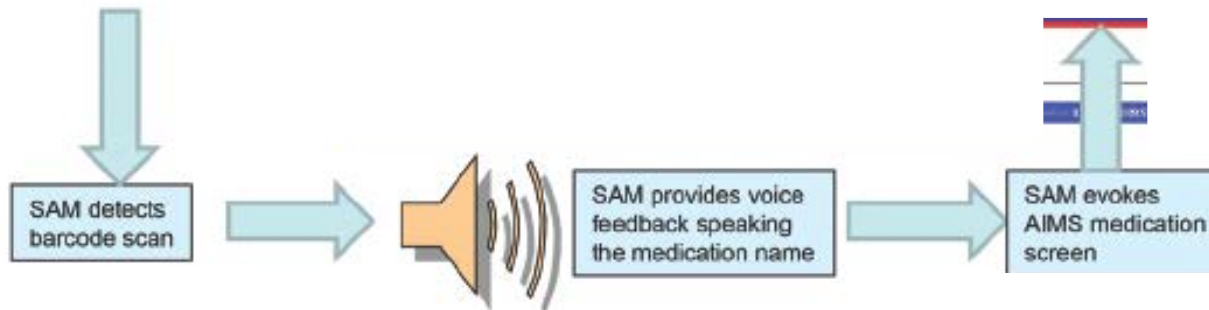 SAM detects
barcode scan
SAM provides voice
feedback speaking
the medication name
SAM evokes
AIMS medication
screen